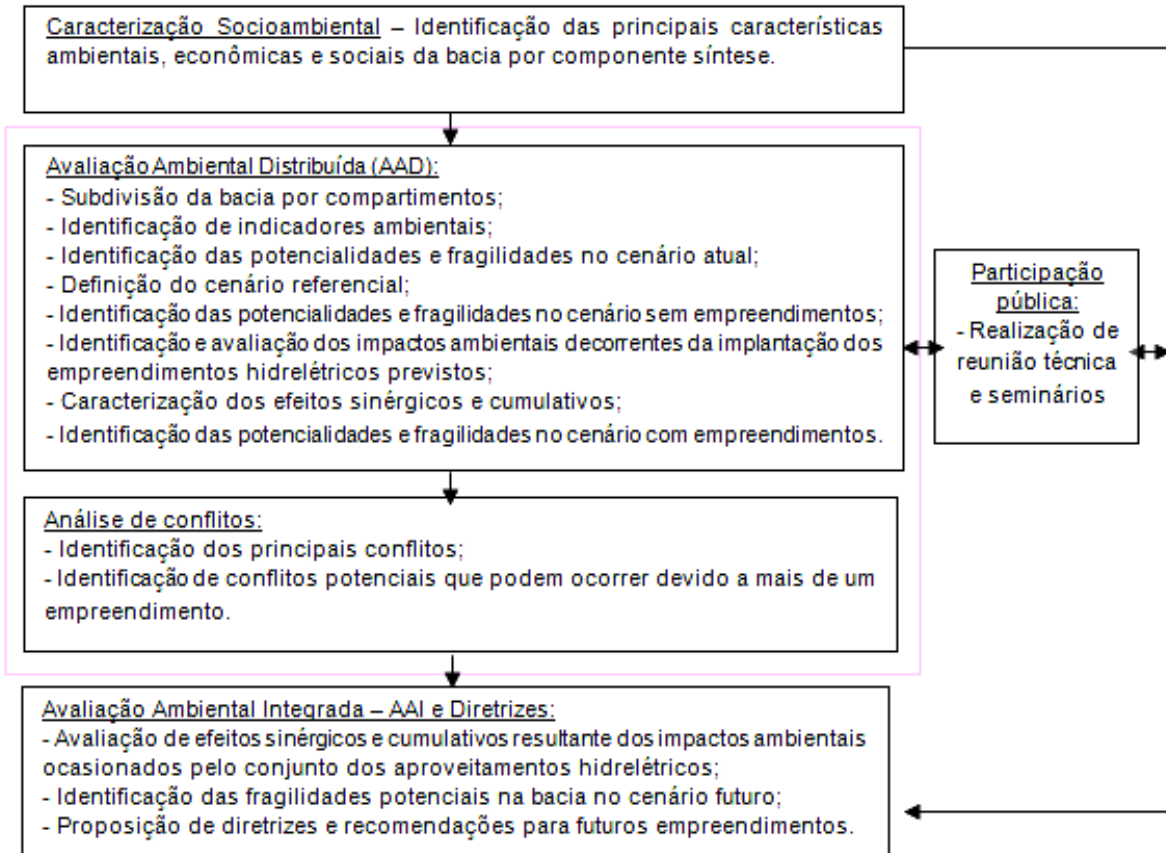 Caracterização Socioambiental – Identificação das principais características
ambientais, econômicas e sociais da bacia por componente síntese.
Avaliação Ambiental Distribuída (AAD):
- Subdivisão da bacia por compartimentos;
- Identificação de indicadores ambientais;
- Identificação das potencialidades e fragilidades no cenário atual;
- Definição do cenário referencial;
- Identificação das potencialidades e fragilidades no cenário sem empreendimentos;
- Identificação e avaliação dos impactos ambientais decorrentes da implantação dos
empreendimentos hidrelétricos previstos;
- Caracterização dos efeitos sinérgicos e cumulativos;
- Identificação das potencialidades e fragilidades no cenário com empreendimentos.
Participação
pública:
- Realização de
reunião técnica
e seminários
Análise de conflitos:
- Identificação dos principais conflitos;
- Identificação de conflitos potenciais que podem ocorrer devido a mais de um
empreendimento.
Avaliação Ambiental Integrada – AAI e Diretrizes:
- Avaliação de efeitos sinérgicos e cumulativos resultante dos impactos ambientais
ocasionados pelo conjunto dos aproveitamentos hidrelétricos;
- Identificação das fragilidades potenciais na bacia no cenário futuro;
- Proposição de diretrizes e recomendações para futuros empreendimentos.